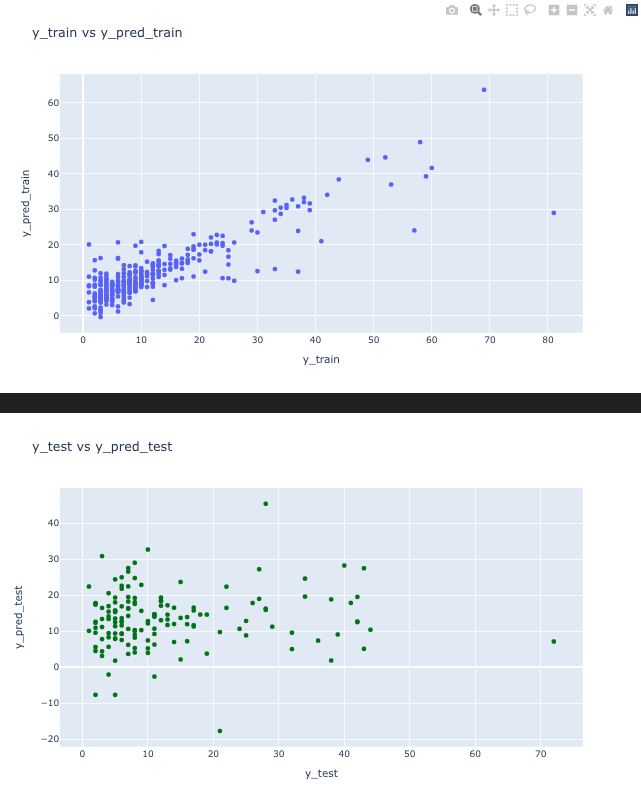 y_train vs y_pred_train
60
50
40
30
20
10
0
y_pred_train
0 10 20 30 40 50 60 70 80
y_train
y_test vs y_pred_test
40
30
20
10
0
−10
−20
y_pred_test
0 10 20 30 40 50 60 70
y_test